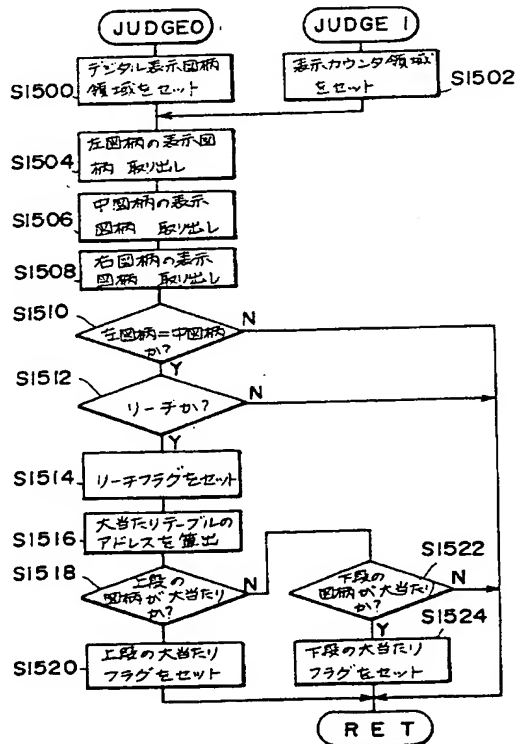 JUDGE0
JUDGE 1
デジタル表示図柄
領域をセット
S1500
表示カウンタ領域
をセット
S1502
左図柄の表示図
柄 取り出し
S1504
中図柄の表示
図柄 取り出し
S1506
右図柄の表示
図柄 取り出し
S1508
S1510
左図柄=中図柄
か?
N
Y
S1512
リーチか?
N
Y
S1514
リーチフラグをセット
S1516
大当たりテーブルの
アドレスを算出
S1518
上段の
図柄が大当たり
か?
N
S1522
下段の
図柄が大当たり
か?
N
Y
S1520
上段の大当たり
フラグをセット
S1524
下段の大当たり
フラグをセット
RET